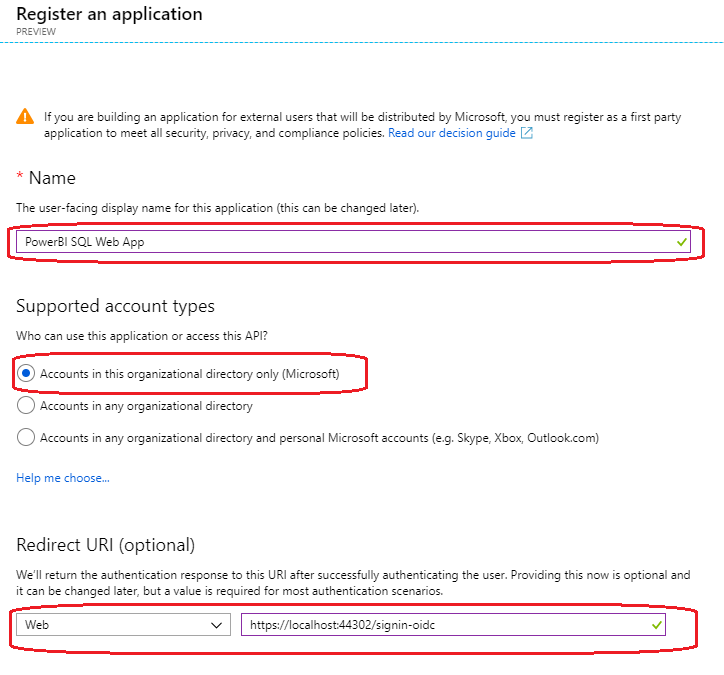 Register an application
PREVIEW
If you are building an application for external users that will be distributed by Microsoft, you must register as a first party
application to meet all security, privacy, and compliance policies. Read our decision guide
* Name
The user-facing display name for this application (this can be changed later).
PowerBI SQL Web App
Supported account types
Who can use this application or access this API?
Accounts in this organizational directory only (Microsoft)
Accounts in any organizational directory
Accounts in any organizational directory and personal Microsoft accounts (e.g. Skype, Xbox, Outlook.com)
Help me choose...
Redirect URI (optional)
We'll return the authentication response to this URI after successfully authenticating the user. Providing this now is optional and
it can be changed later, but a value is required for most authentication scenarios.
Web https://localhost:44302/signin-oidc